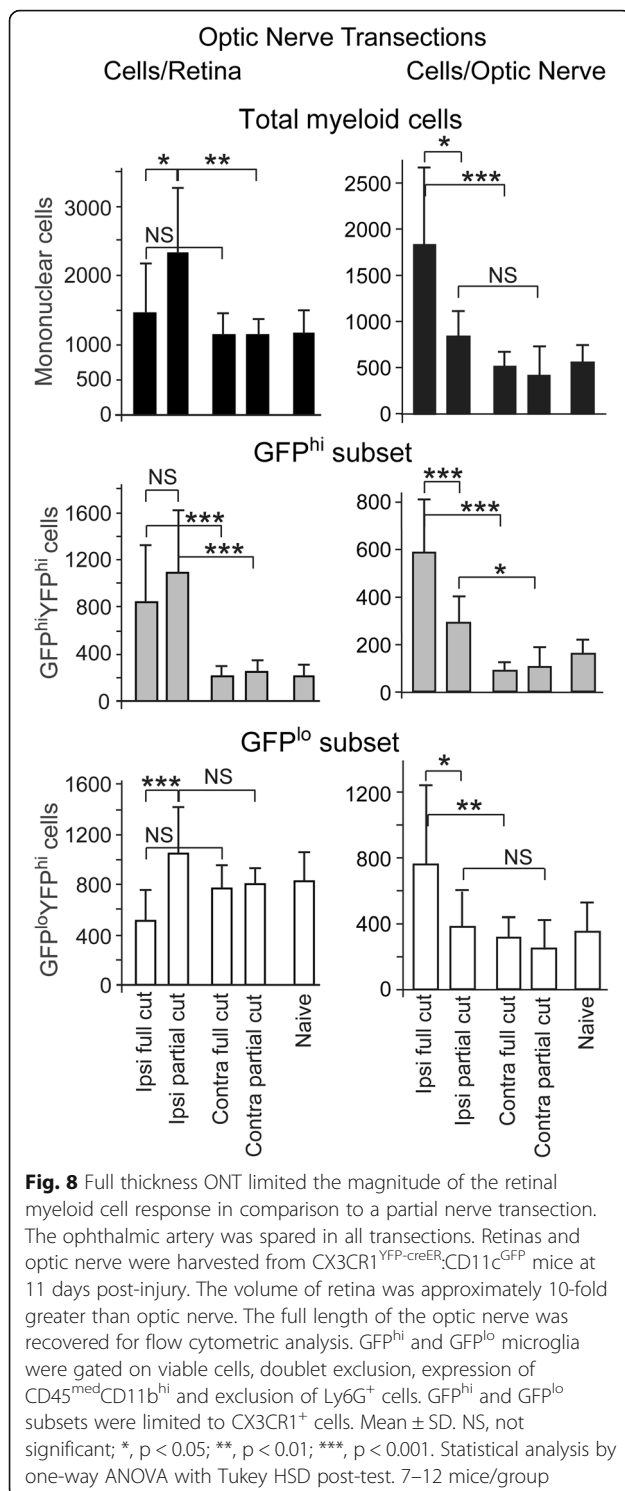 Optic Nerve Transections
Cells/Retina
Cells/Optic Nerve
Total myeloid cells
Mononuclear cells
3000
2000
1000
500
0
* **
NS
2500
2000
1500
1000
500
0
*
***
NS
GFPhi subset
GFPhiYFPhi cells
1600
1200
800
400
0
NS
***
***
800
600
400
200
0
***
***
*
GFPlo subset
GFPloYFPhi cells
1600
1200
800
400
0
*** NS
NS
1200
800
400
0
*
**
NS
Ipsi full cut
Ipsi partial cut
Contra full cut
Contra partial cut
Naive
Ipsi full cut
Ipsi partial cut
Contra full cut
Contra partial cut
Naive
Fig. 8 Full thickness ONT limited the magnitude of the retinal
myeloid cell response in comparison to a partial nerve transection.
The ophthalmic artery was spared in all transections. Retinas and
optic nerve were harvested from CX3CR1YFP-creER:CD11cGFP mice at
11 days post-injury. The volume of retina was approximately 10-fold
greater than optic nerve. The full length of the optic nerve was
recovered for flow cytometric analysis. GFPhi and GFPlo microglia
were gated on viable cells, doublet exclusion, expression of
CD45medCD11bhi and exclusion of Ly6G+ cells. GFPhi and GFPlo
subsets were limited to CX3CR1+ cells. Mean ± SD. NS, not
significant; *, p < 0.05; **, p < 0.01; ***, p < 0.001. Statistical analysis by
one-way ANOVA with Tukey HSD post-test. 7–12 mice/group